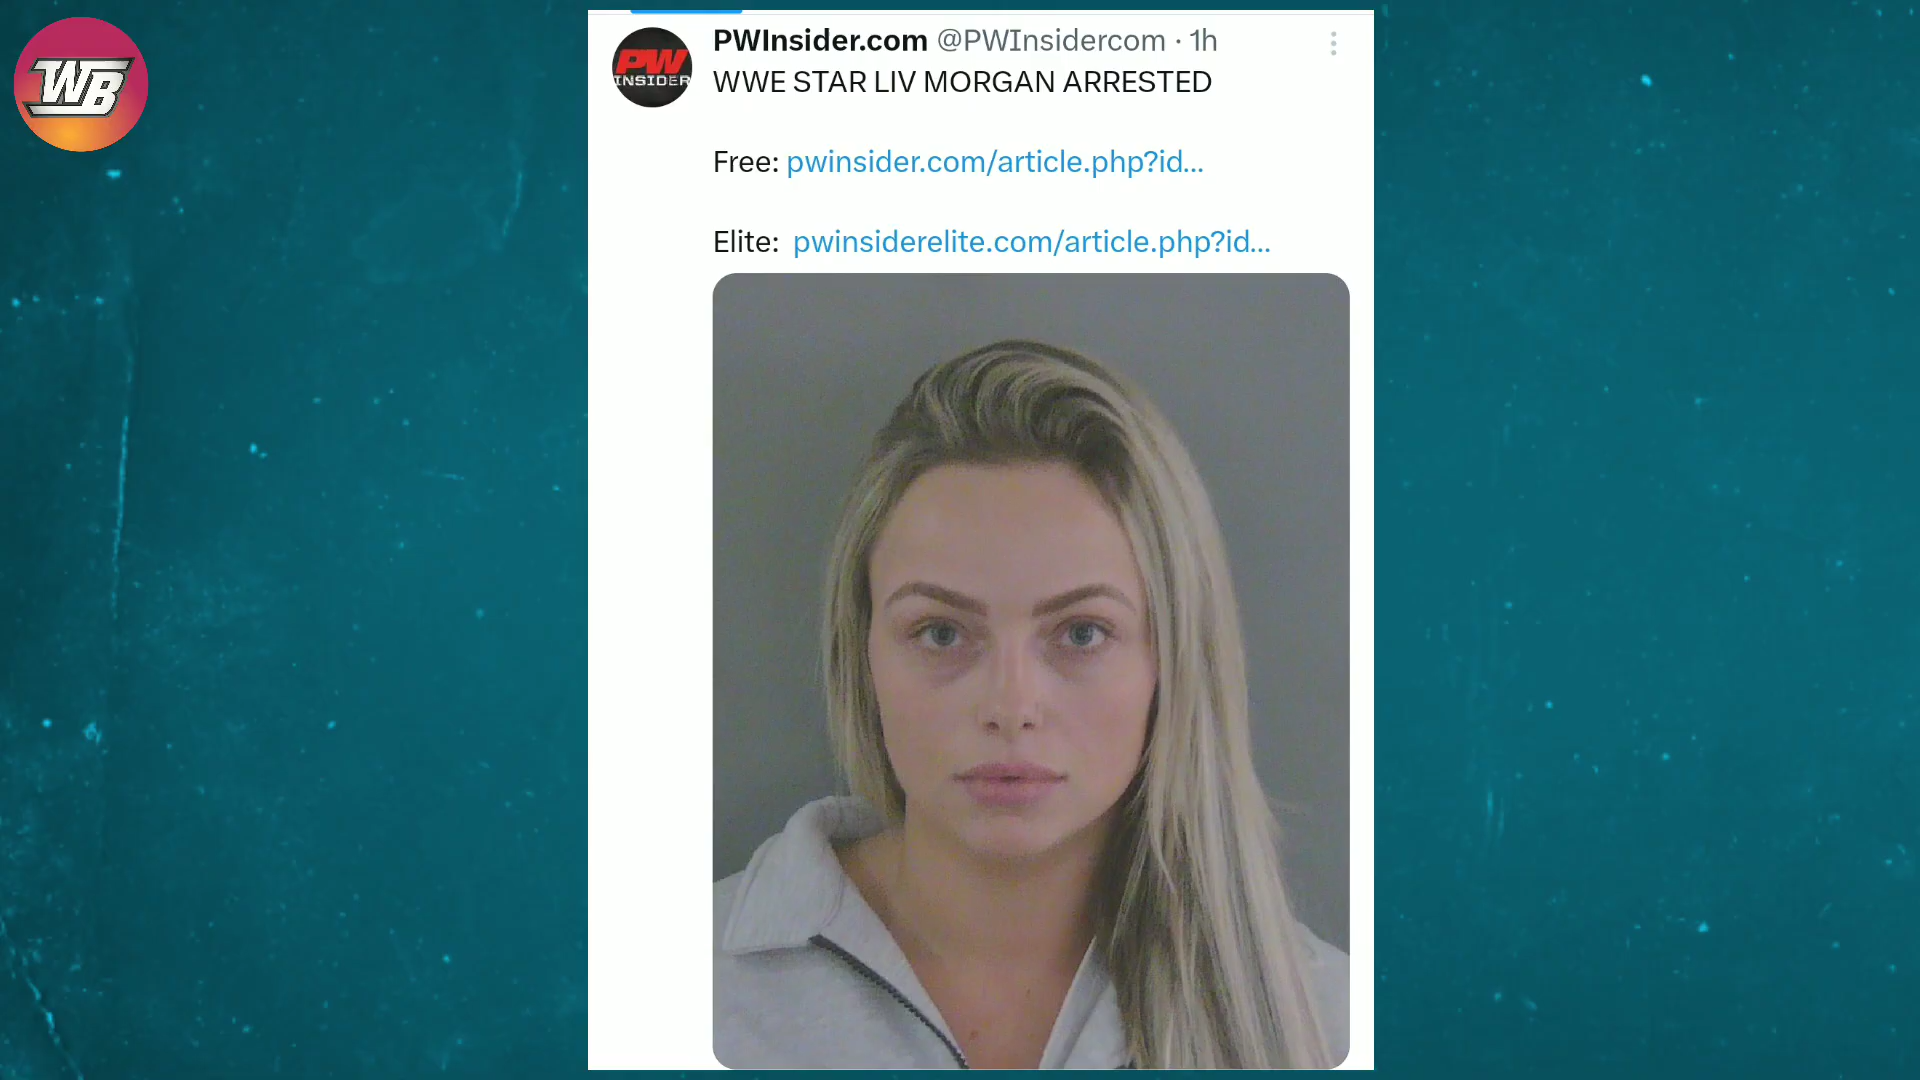 WB
PWInsider.com @PWInsidercom · 1h
PW
INSIDER
WWE STAR LIV MORGAN ARRESTED
Free: pwinsider.com/article.php?id...
Elite: pwinsiderelite.com/article.php?id...